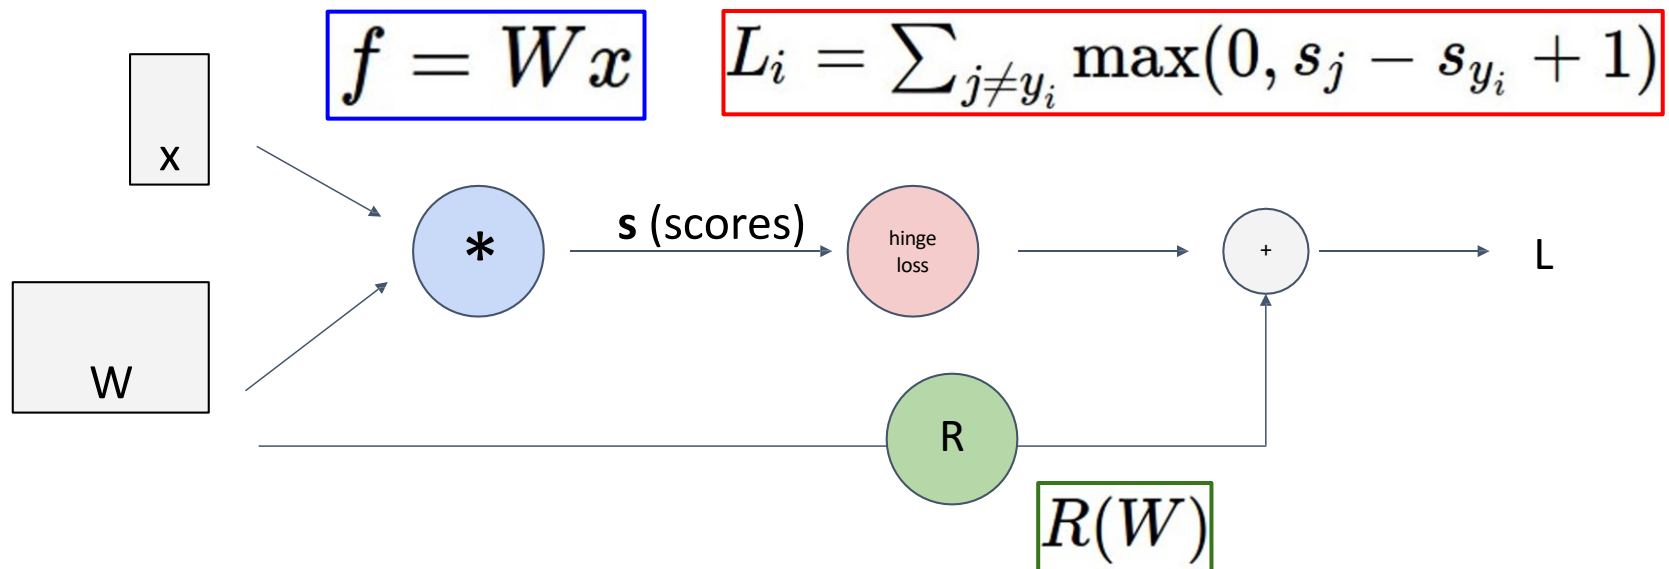 f = Wx
L_i = ∑_{j≠y_i} max(0, s_j − s_{y_i} + 1)
x
*
s (scores)
hinge
loss
+
L
W
R
R(W)